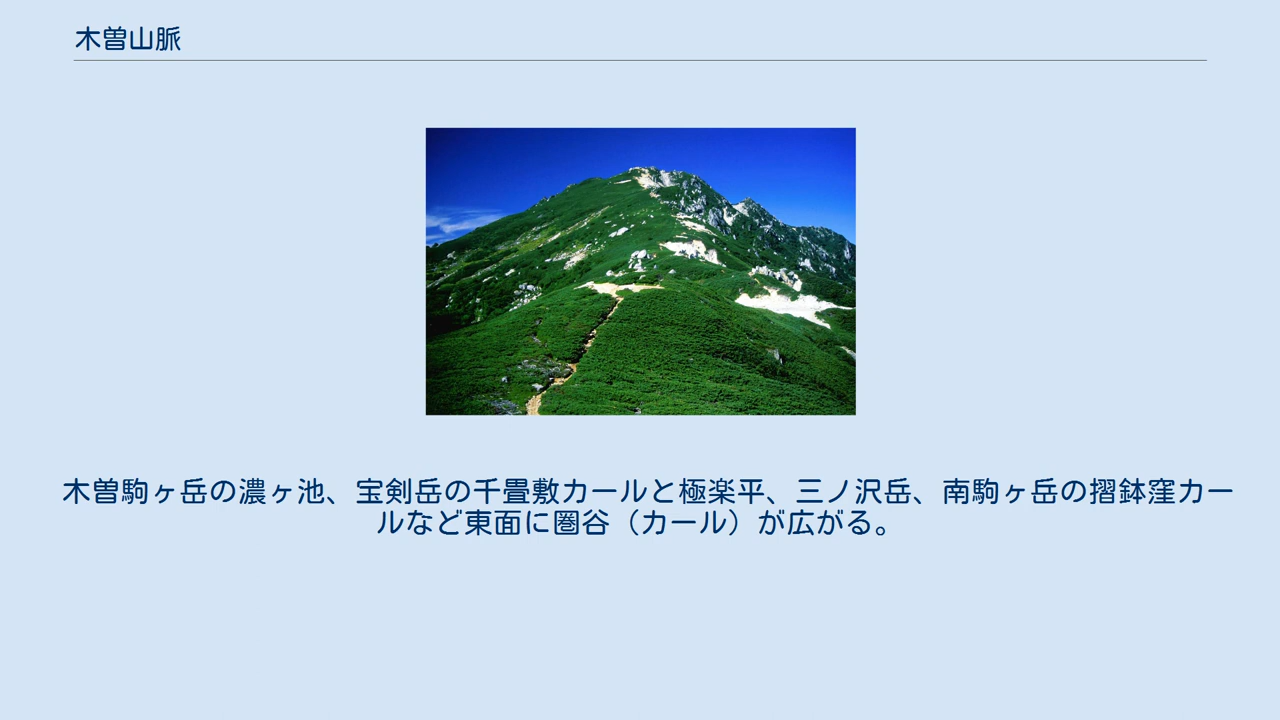 木曽山脈
木曽駒ヶ岳の濃ヶ池、宝剣岳の千畳敷カールと極楽平、三ノ沢岳、南駒ヶ岳の摺鉢窪カー
ルなど東面に圏谷（カール）が広がる。